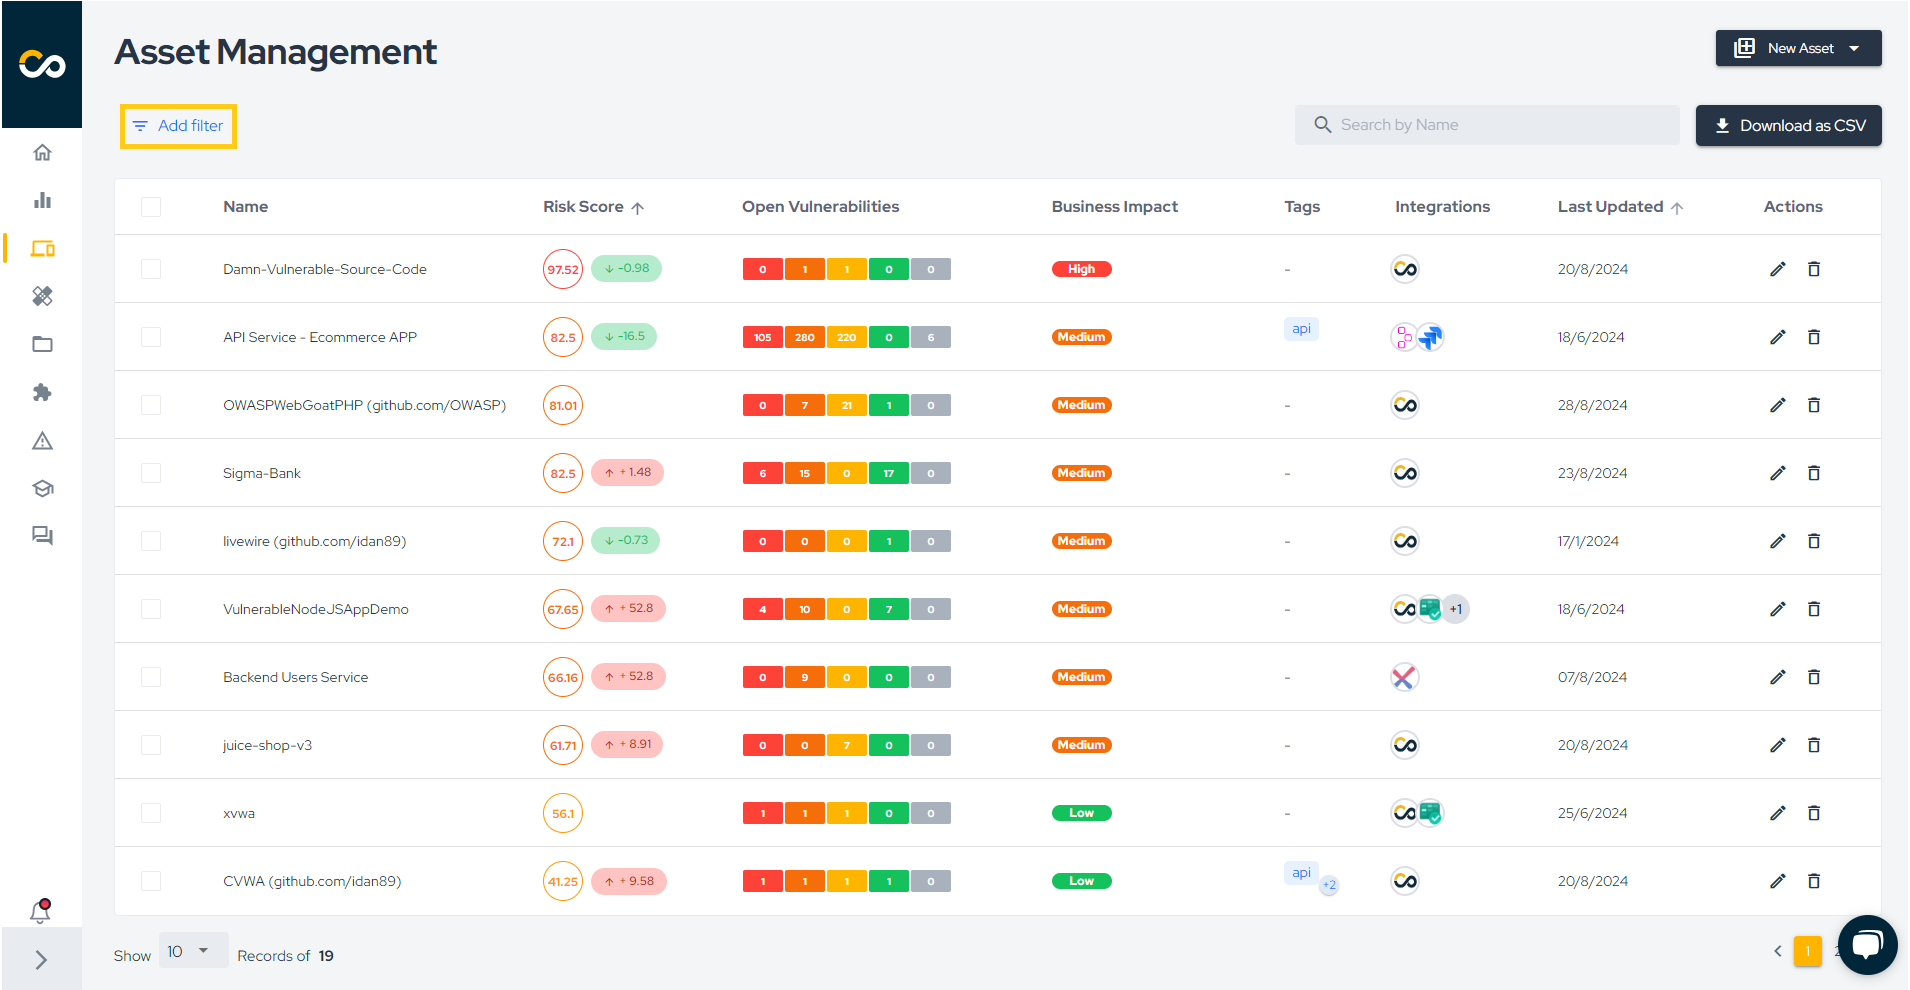 Asset Management
New Asset
Add filter
Search by Name
Download as CSV
Name Risk Score Open Vulnerabilities Business Impact Tags Integrations Last Updated Actions
Damn-Vulnerable-Source-Code 97.52 -0.98 0 1 1 0 0 High - 20/8/2024
API Service - Ecommerce APP 82.5 -16.5 105 280 220 0 6 Medium api 18/6/2024
OWASPWebGoatPHP (github.com/OWASP) 81.01 0 7 21 1 0 Medium - 28/8/2024
Sigma-Bank 82.5 + 1.48 6 15 0 17 0 Medium - 23/8/2024
livewire (github.com/idan89) 72.1 -0.73 0 0 0 1 0 Medium - 17/1/2024
VulnerableNodeJSAppDemo 67.65 + 52.8 4 10 0 7 0 Medium - +1 18/6/2024
Backend Users Service 66.16 + 52.8 0 9 0 0 0 Medium - 07/8/2024
juice-shop-v3 61.71 + 8.91 0 0 7 0 0 Medium - 20/8/2024
xvwa 56.1 1 1 1 0 0 Low - 25/6/2024
CVWA (github.com/idan89) 41.25 + 9.58 1 1 1 1 0 Low api +2 20/8/2024
Show 10 Records of 19
1